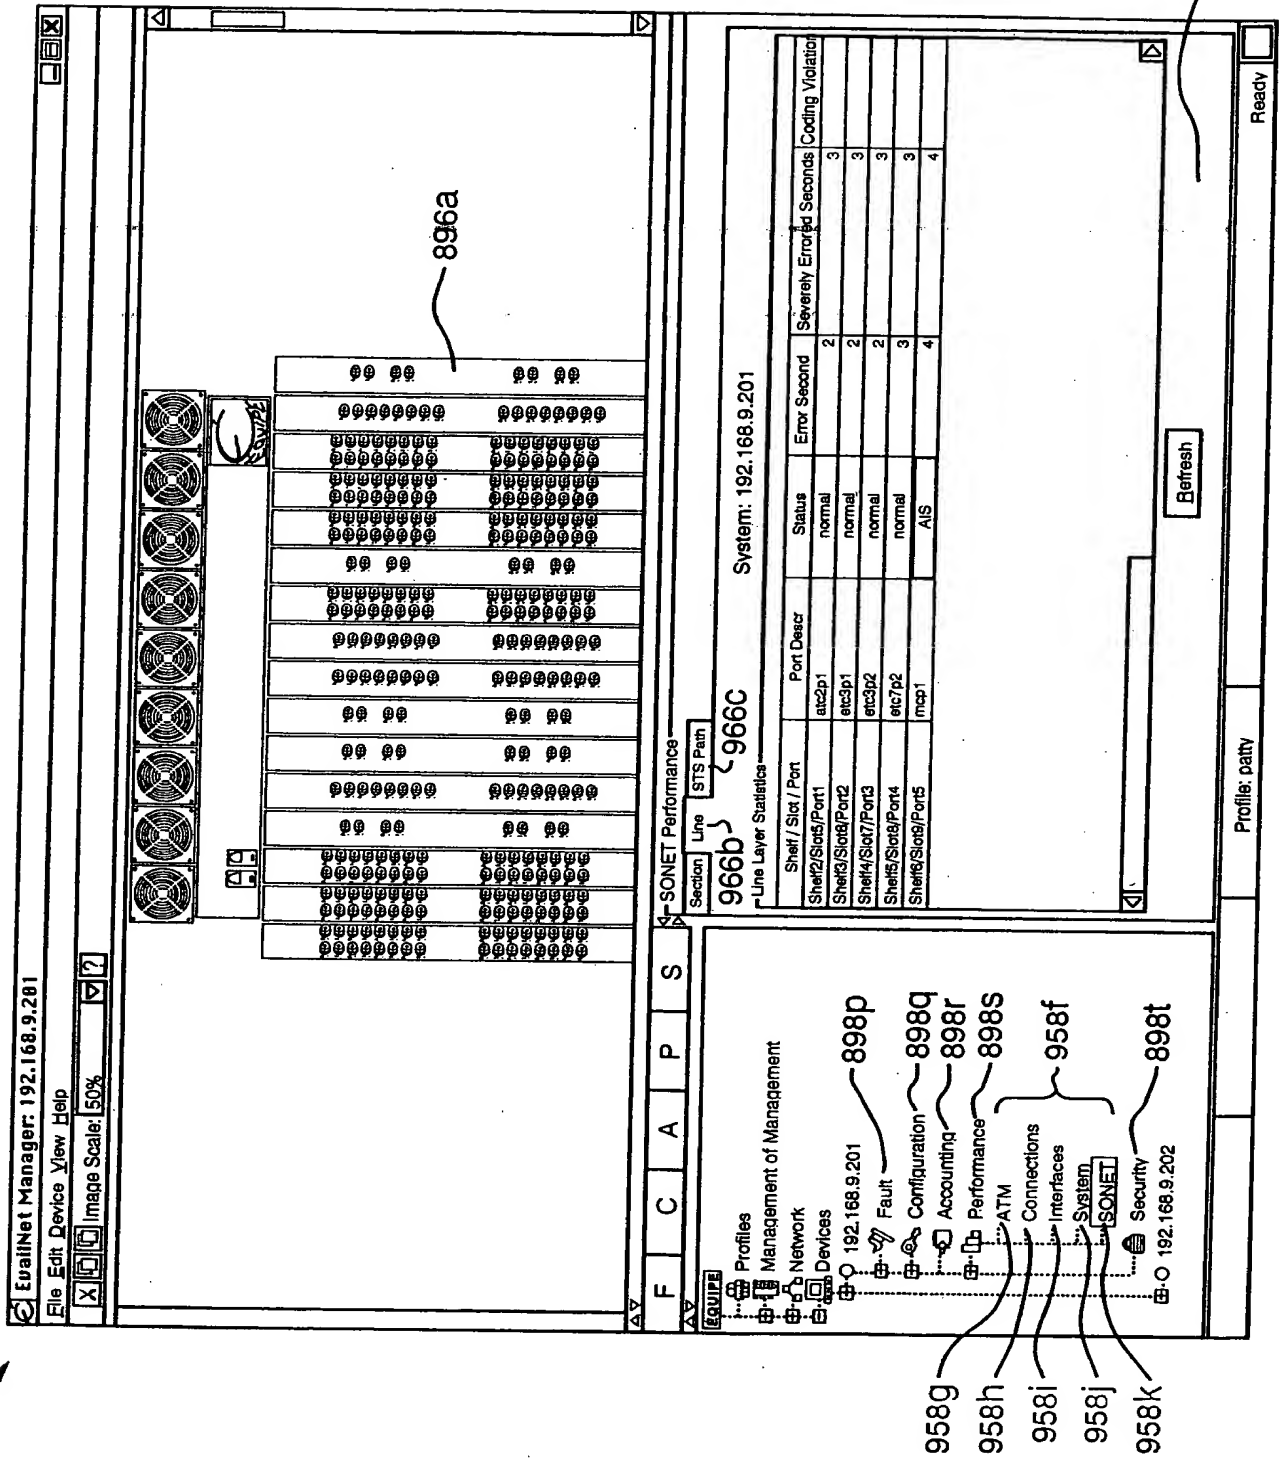 EvailNet Manager: 192.168.9.201
File Edit Device View Help
X Image Scale: 50% ?
EQUIPE
896a
F C A P S
EQUIPE
Profiles
Management of Management
Network
Devices
192.168.9.201
898p
Fault
Configuration
898q
Accounting
898r
Performance
898s
ATM
Connections
Interfaces
System
SONET
958f
Security
898t
192.168.9.202
958g
958h
958i
958j
958k
SONET Performance
Section Line STS Path
966b 966c
System: 192.168.9.201
Line Layer Statistics
Shelf / Slot / Port Port Descr Status Error Second Severely Errored Seconds Coding Violation
Shelf2/Slot5/Port1 atc2p1 normal 2 3
Shelf3/Slot6/Port2 etc3p1 normal 2 3
Shelf4/Slot7/Port3 etc3p2 normal 2 3
Shelf5/Slot8/Port4 etc7p2 normal 3 3
Shelf6/Slot9/Port5 mcp1 AIS 4 4
Refresh
Profile: patty
Ready